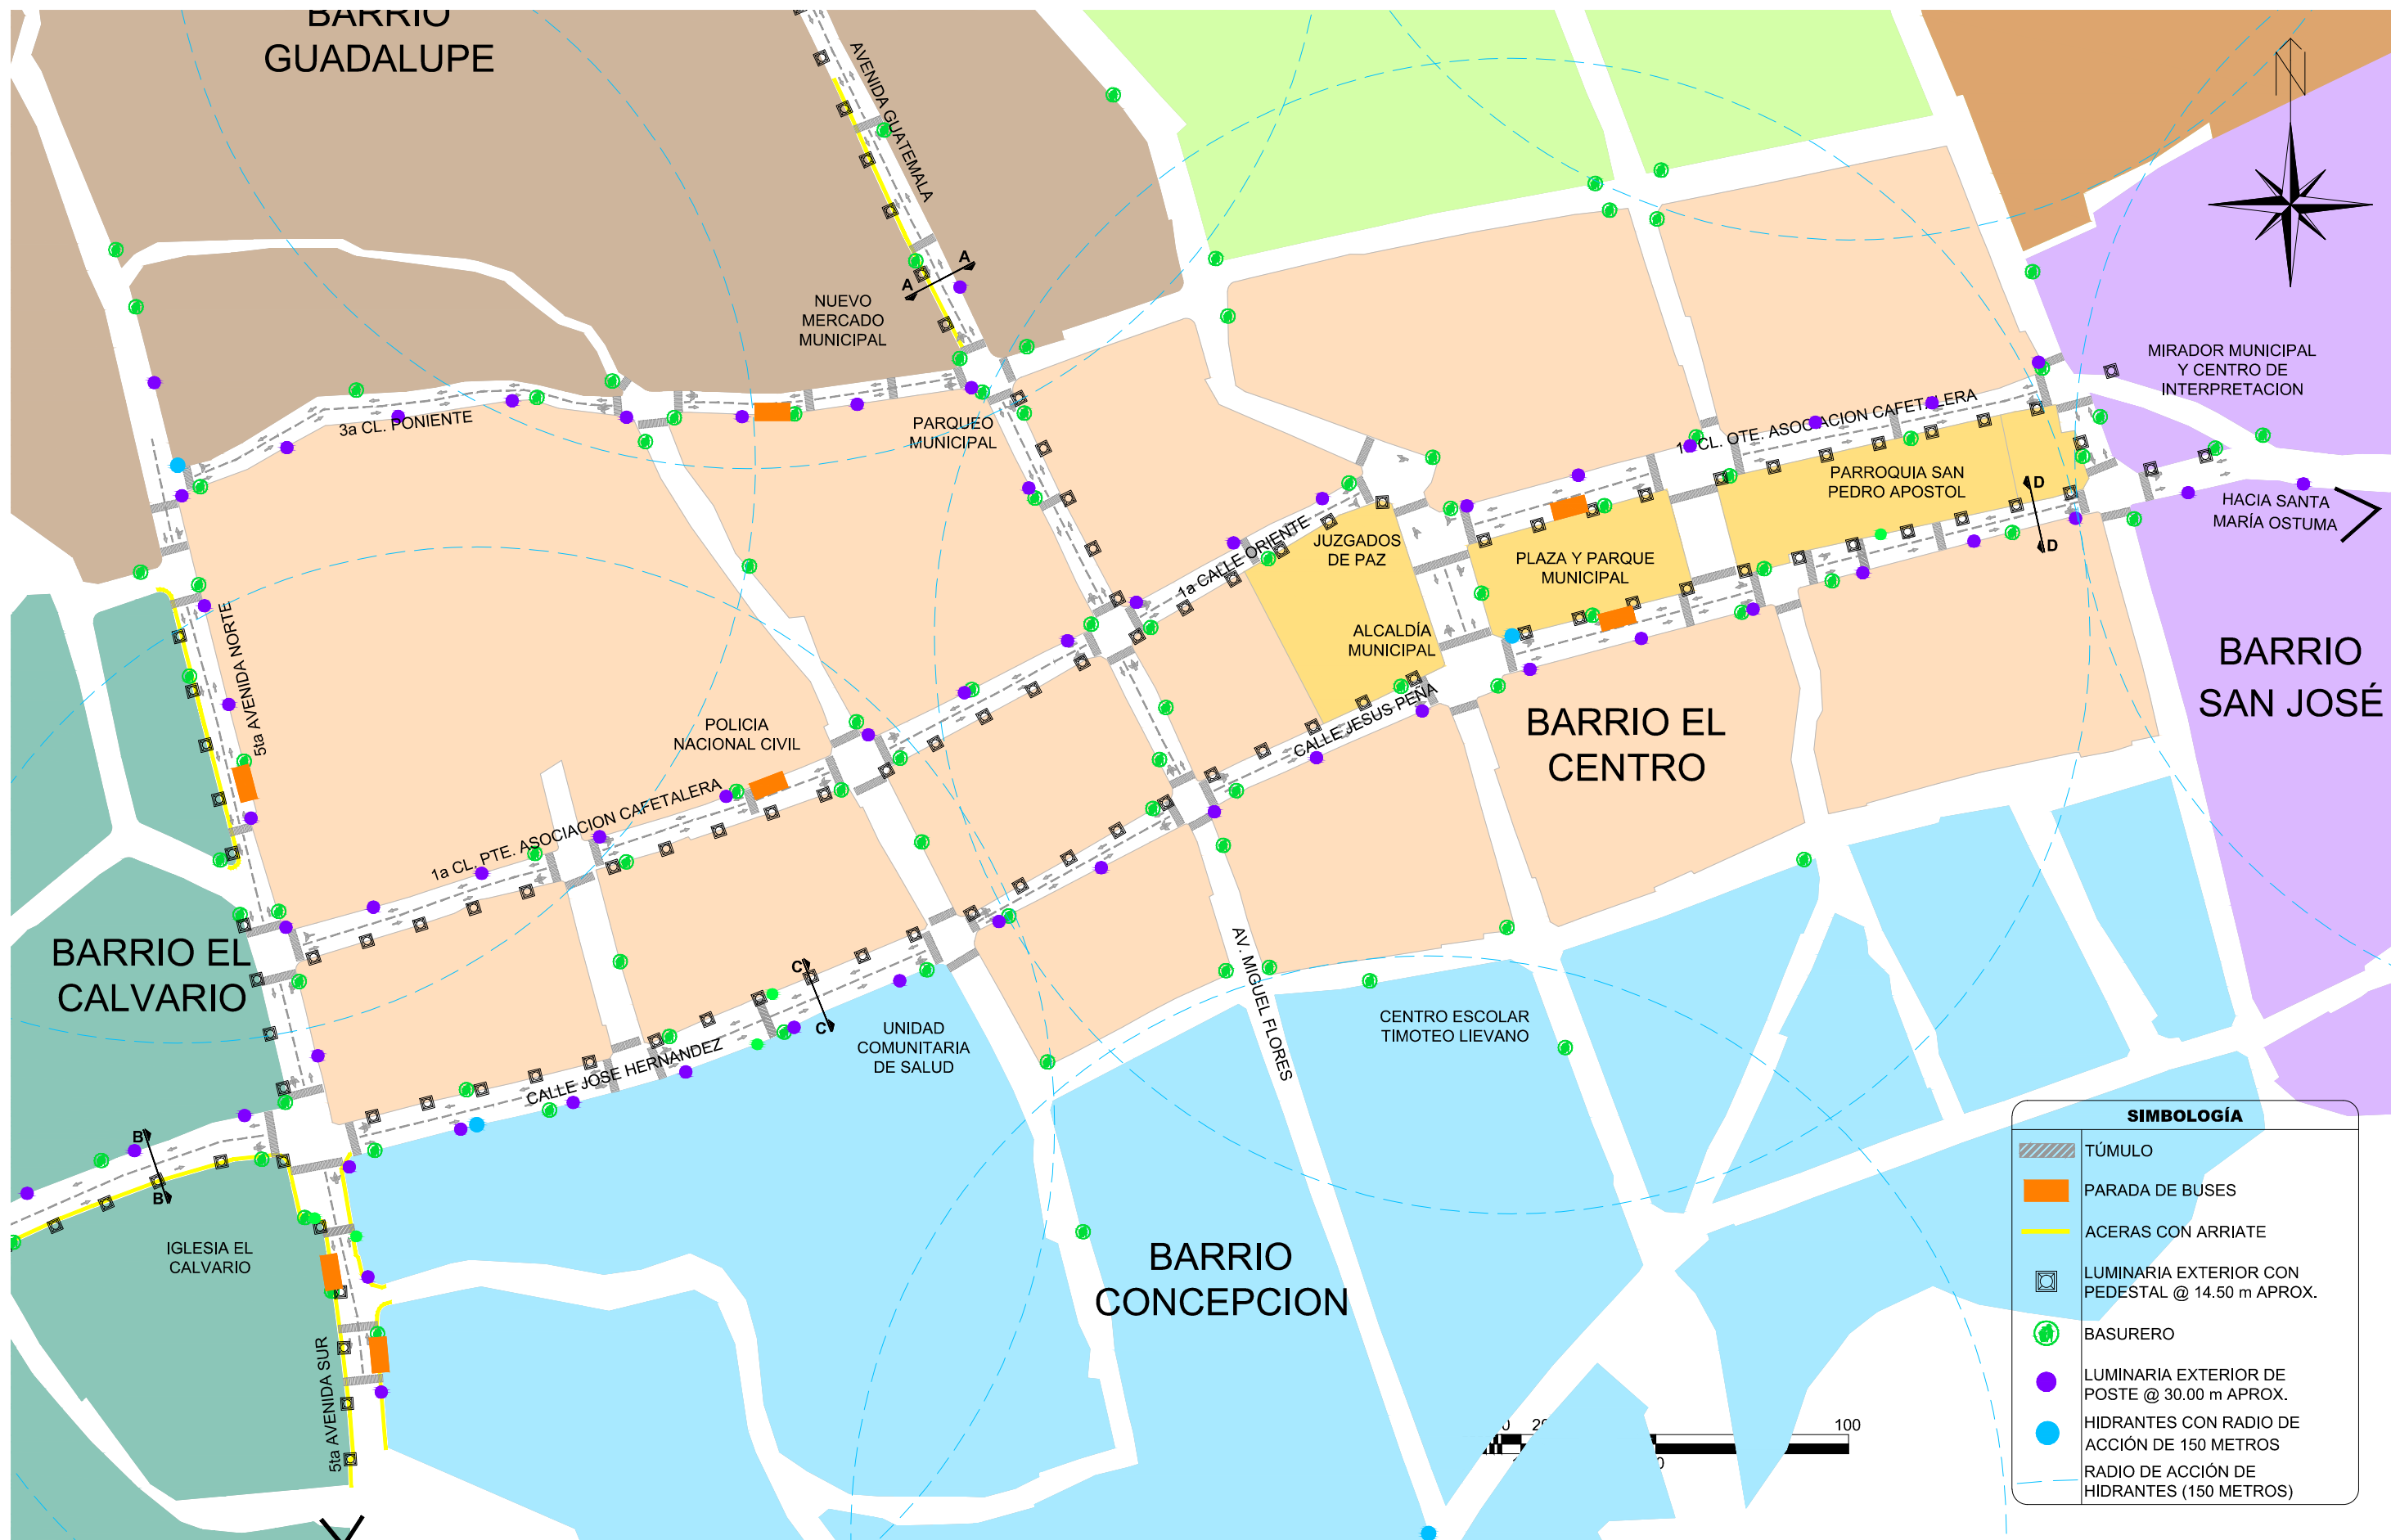 BARRIO
GUADALUPE
AVENIDA GUATEMALA
A
A
NUEVO
MERCADO
MUNICIPAL
MIRADOR MUNICIPAL
Y CENTRO DE
INTERPRETACION
3a CL. PONIENTE
PARQUEO
MUNICIPAL
CL. OTE. ASOCIACION CAFETALERA
PARROQUIA SAN
PEDRO APOSTOL
D
D
HACIA SANTA
MARÍA OSTUMA
JUZGADOS
DE PAZ
1a CALLE ORIENTE
PLAZA Y PARQUE
MUNICIPAL
5ta AVENIDA NORTE
ALCALDÍA
MUNICIPAL
BARRIO
SAN JOSÉ
POLICIA
NACIONAL CIVIL
CALLE JESUS PEÑA
BARRIO EL
CENTRO
1a CL. PTE. ASOCIACION CAFETALERA
BARRIO EL
CALVARIO
AV. MIGUEL FLORES
C
C
UNIDAD
COMUNITARIA
DE SALUD
CENTRO ESCOLAR
TIMOTEO LIEVANO
CALLE JOSE HERNANDEZ
B
B
IGLESIA EL
CALVARIO
BARRIO
CONCEPCION
5ta AVENIDA SUR
100
SIMBOLOGÍA
TÚMULO
PARADA DE BUSES
ACERAS CON ARRIATE
LUMINARIA EXTERIOR CON
PEDESTAL @ 14.50 m APROX.
BASURERO
LUMINARIA EXTERIOR DE
POSTE @ 30.00 m APROX.
HIDRANTES CON RADIO DE
ACCIÓN DE 150 METROS
RADIO DE ACCIÓN DE
HIDRANTES (150 METROS)